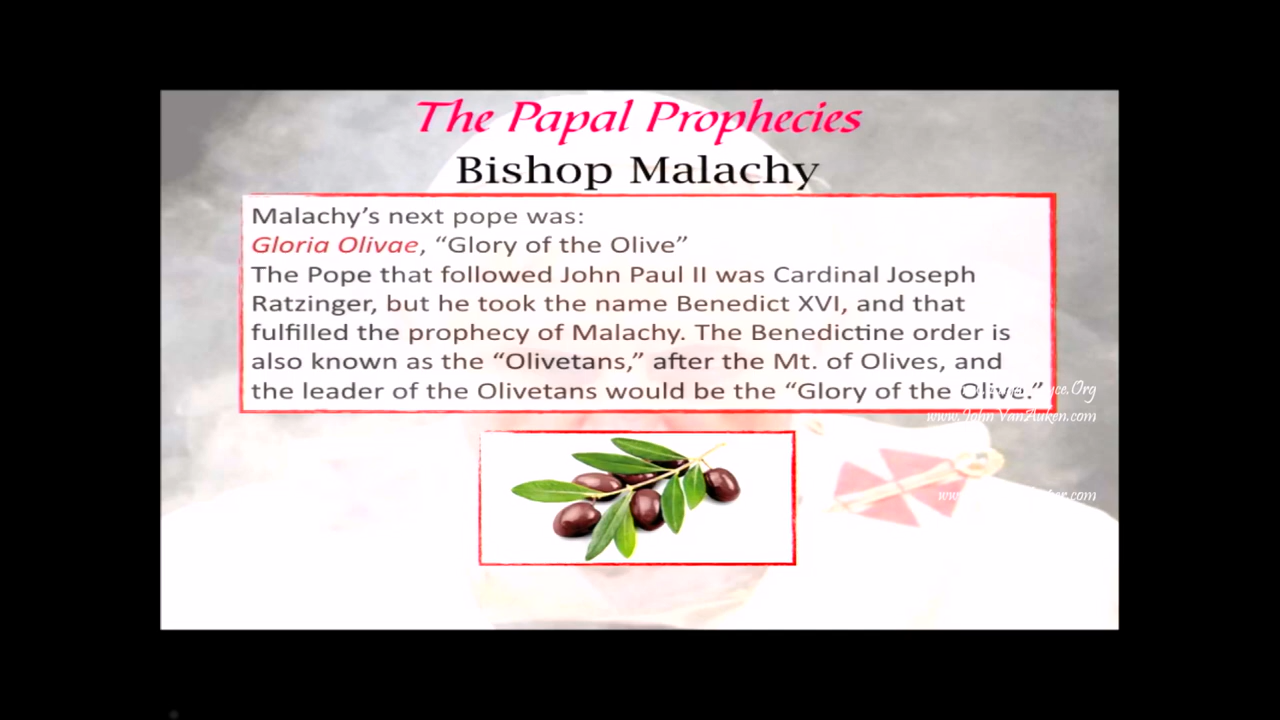 The Papal Prophecies
Bishop Malachy
Malachy's next pope was:
Gloria Olivae, “Glory of the Olive”
The Pope that followed John Paul II was Cardinal Joseph
Ratzinger, but he took the name Benedict XVI, and that
fulfilled the prophecy of Malachy. The Benedictine order is
also known as the “Olivetans,” after the Mt. of Olives, and
the leader of the Olivetans would be the “Glory of the Olive.”
www.JohnVanAuken.com